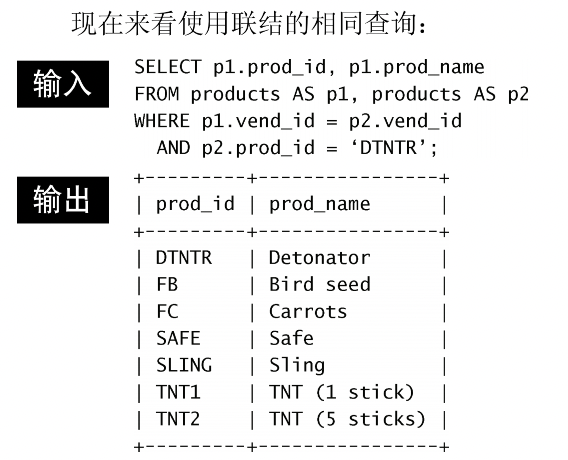 现在来看使用联结的相同查询：
输入
SELECT p1.prod_id, p1.prod_name
FROM products AS p1, products AS p2
WHERE p1.vend_id = p2.vend_id
AND p2.prod_id = ‘DTNTR’;
输出
+---------+----------------+
| prod_id | prod_name |
+---------+----------------+
| DTNTR | Detonator |
| FB | Bird seed |
| FC | Carrots |
| SAFE | Safe |
| SLING | Sling |
| TNT1 | TNT (1 stick) |
| TNT2 | TNT (5 sticks) |
+---------+----------------+